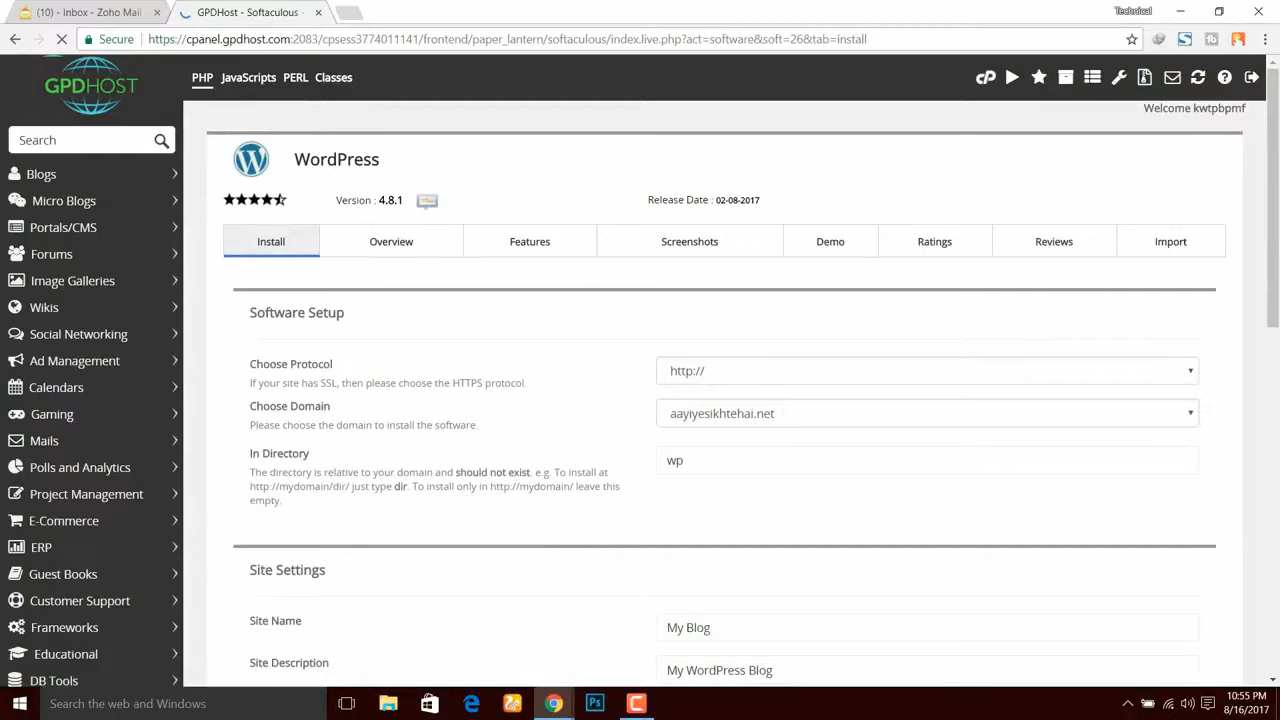 (10) - Inbox - Zoho Mail
GPDHost - Softaculous -
Technical
Secure
https://cpanel.gpdhost.com:2083/cpsess3774011141/frontend/paper_lantern/softaculous/index.live.php?act=software&soft=26&tab=install
GPDHOST
PHP JavaScripts PERL Classes
Welcome kwtpbpmf
Search
Blogs
Micro Blogs
Portals/CMS
Forums
Image Galleries
Wikis
Social Networking
Ad Management
Calendars
Gaming
Mails
Polls and Analytics
Project Management
E-Commerce
ERP
Guest Books
Customer Support
Frameworks
Educational
DB Tools
WordPress
Version : 4.8.1
Release Date : 02-08-2017
Install Overview Features Screenshots Demo Ratings Reviews Import
Software Setup
Choose Protocol
If your site has SSL, then please choose the HTTPS protocol.
http://
Choose Domain
Please choose the domain to install the software.
aayiyesikhtehai.net
In Directory
The directory is relative to your domain and should not exist. e.g. To install at
http://mydomain/dir/ just type dir. To install only in http://mydomain/ leave this
empty.
wp
Site Settings
Site Name
My Blog
Site Description
My WordPress Blog
Search the web and Windows
Ps
10:55 PM
8/16/2017